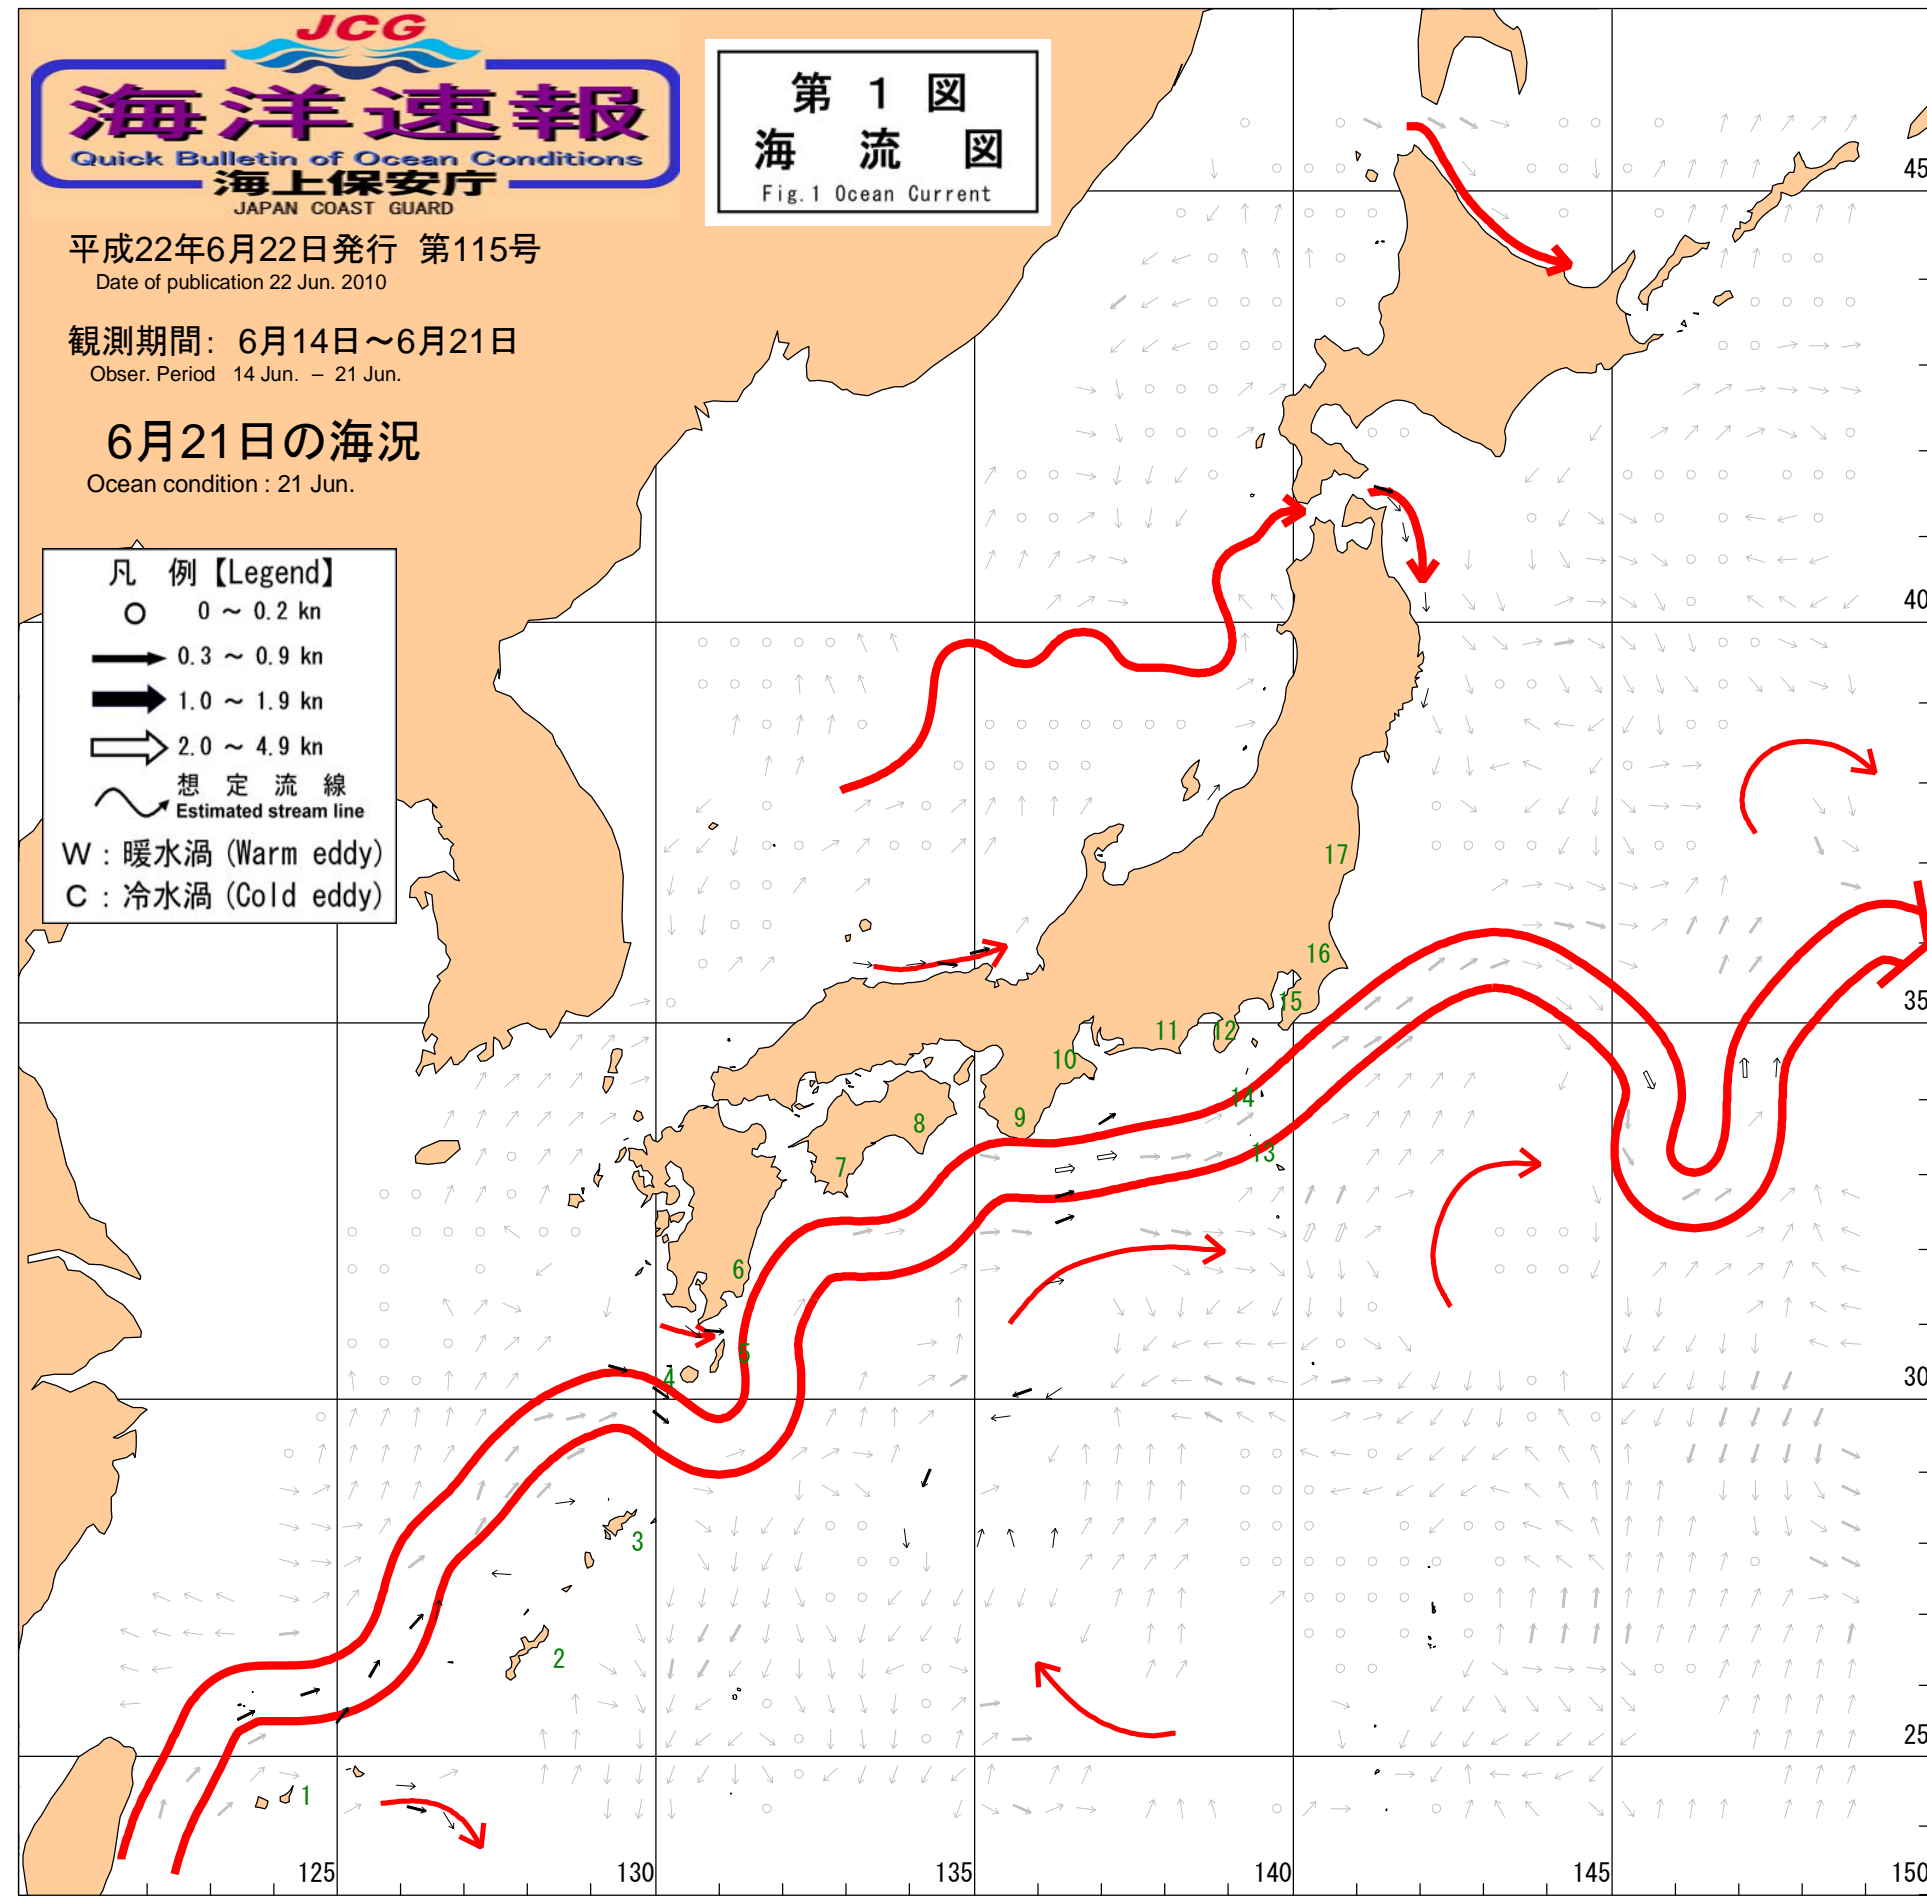 JCG
海洋速報
Quick Bulletin of Ocean Conditions
海上保安庁
JAPAN COAST GUARD
第 1 図
海 流 図
Fig.1 Ocean Current
平成22年6月22日発行 第115号
Date of publication 22 Jun. 2010
観測期間: 6月14日～6月21日
Obser. Period 14 Jun. – 21 Jun.
6月21日の海況
Ocean condition : 21 Jun.
凡 例【Legend】
0 ～ 0.2 kn
0.3 ～ 0.9 kn
1.0 ～ 1.9 kn
2.0 ～ 4.9 kn
想 定 流 線
Estimated stream line
W : 暖水渦 (Warm eddy)
C : 冷水渦 (Cold eddy)
45
40
17
16
35
15
11
12
10
14
9
8
13
7
6
5
4
30
3
2
25
1
125
130
135
140
145
150